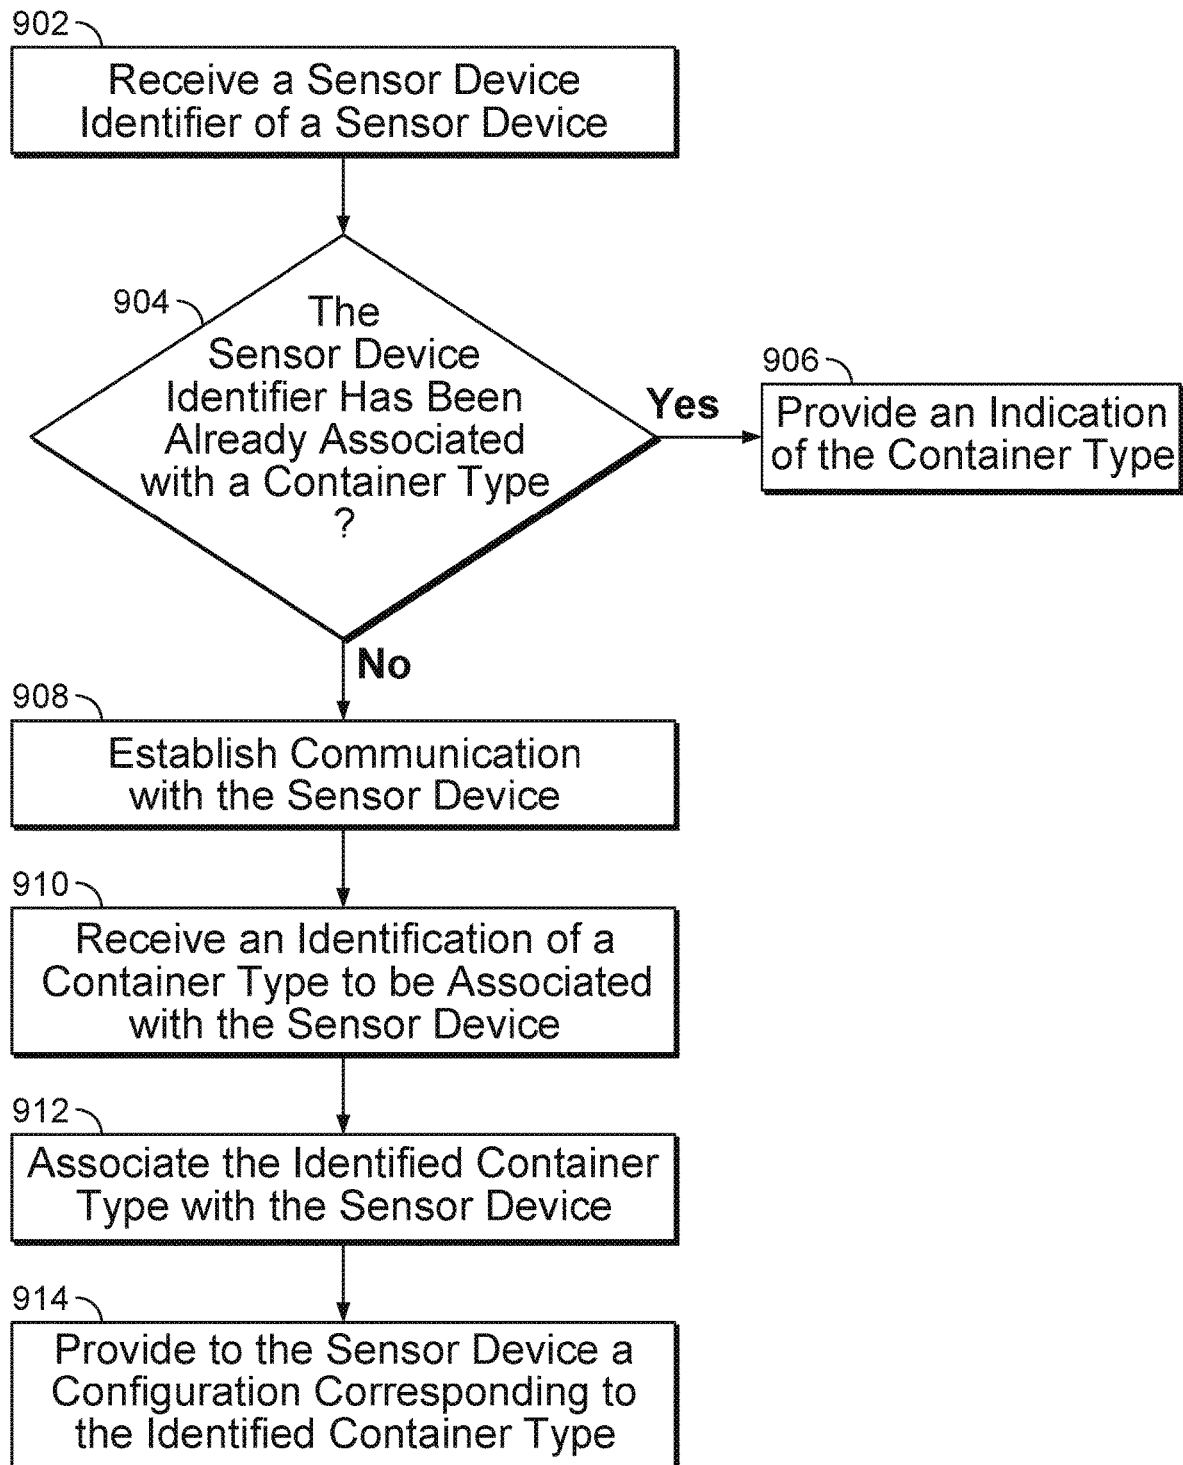 902
Receive a Sensor Device
Identifier of a Sensor Device
904
The
Sensor Device
Identifier Has Been
Already Associated
with a Container Type
?
Yes
906
Provide an Indication
of the Container Type
No
908
Establish Communication
with the Sensor Device
910
Receive an Identification of a
Container Type to be Associated
with the Sensor Device
912
Associate the Identified Container
Type with the Sensor Device
914
Provide to the Sensor Device a
Configuration Corresponding to
the Identified Container Type